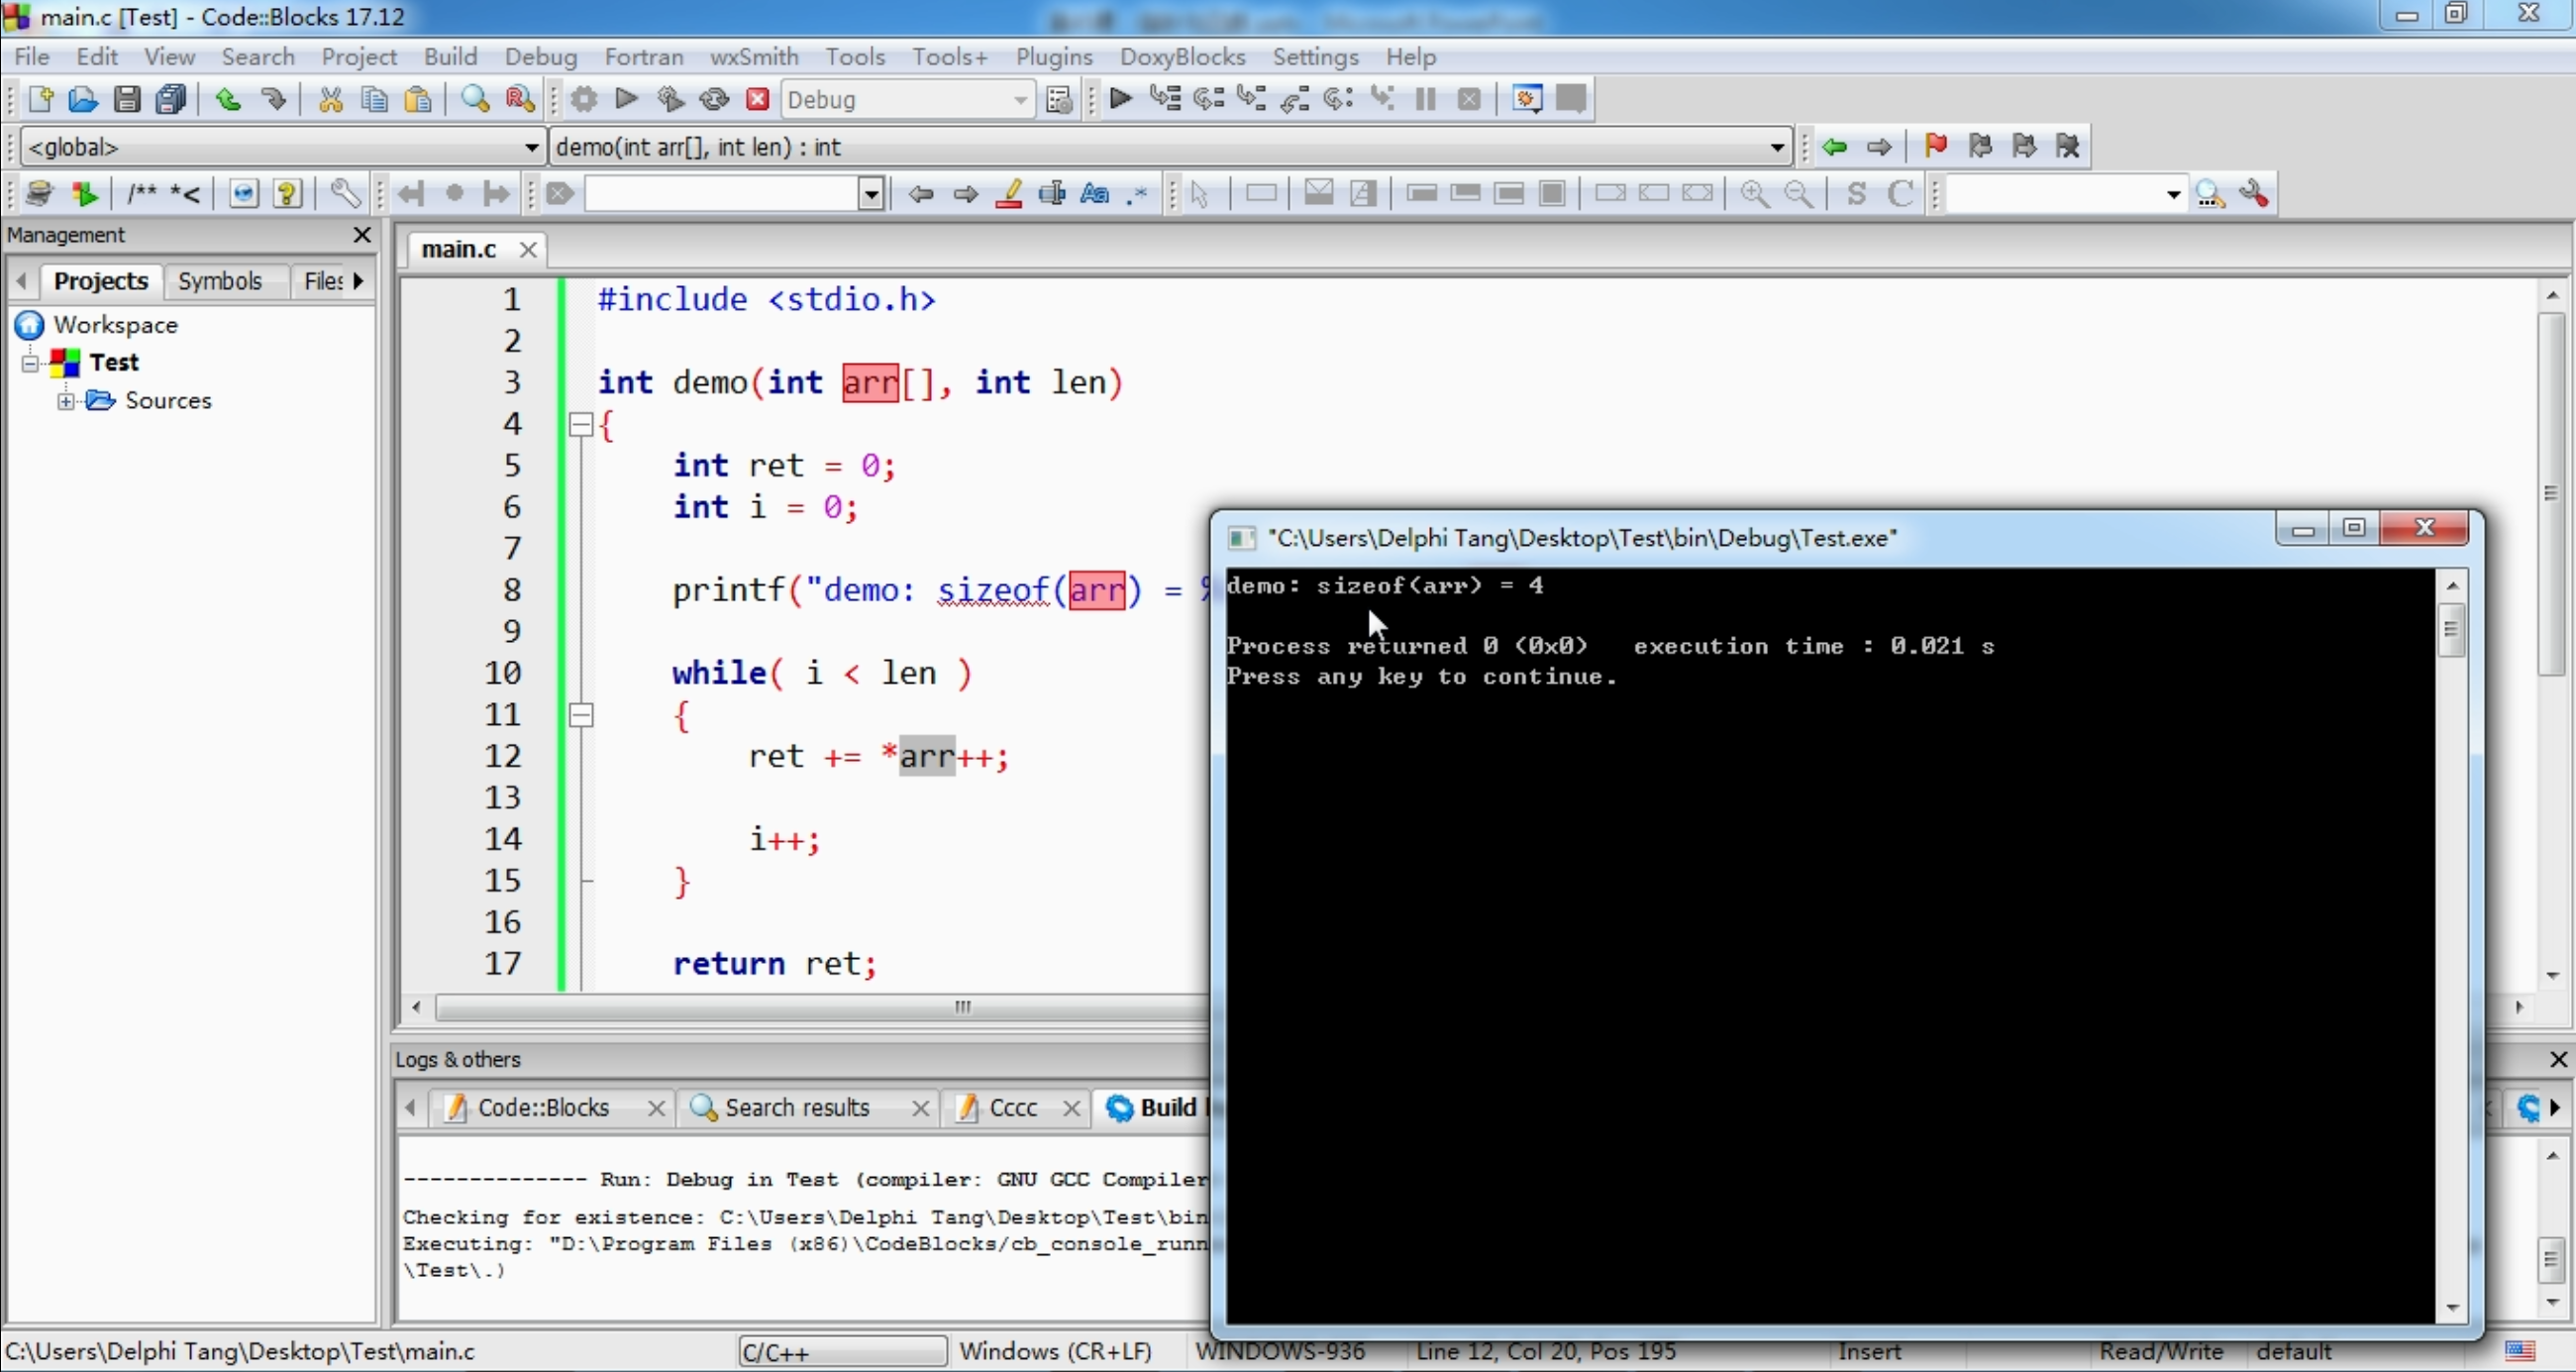 main.c [Test] - Code::Blocks 17.12
File Edit View Search Project Build Debug Fortran wxSmith Tools Tools+ Plugins DoxyBlocks Settings Help
Debug
<global> demo(int arr[], int len) : int
/** *<
S C
Management
main.c
Projects Symbols Files
Workspace
Test
Sources
1 #include <stdio.h>
2
3 int demo(int arr[], int len)
4 {
5 int ret = 0;
6 int i = 0;
7
8 printf("demo: sizeof(arr) = %
9
10 while( i < len )
11 {
12 ret += *arr++;
13
14 i++;
15 }
16
17 return ret;
"C:\Users\Delphi Tang\Desktop\Test\bin\Debug\Test.exe"
demo: sizeof(arr) = 4
Process returned 0 (0x0) execution time : 0.021 s
Press any key to continue.
Logs & others
Code::Blocks Search results Cccc Build
-------------- Run: Debug in Test (compiler: GNU GCC Compiler
Checking for existence: C:\Users\Delphi Tang\Desktop\Test\bin
Executing: "D:\Program Files (x86)\CodeBlocks/cb_console_runn
\Test\.)
C:\Users\Delphi Tang\Desktop\Test\main.c C/C++ Windows (CR+LF) WINDOWS-936 Line 12, Col 20, Pos 195 Insert Read/Write default